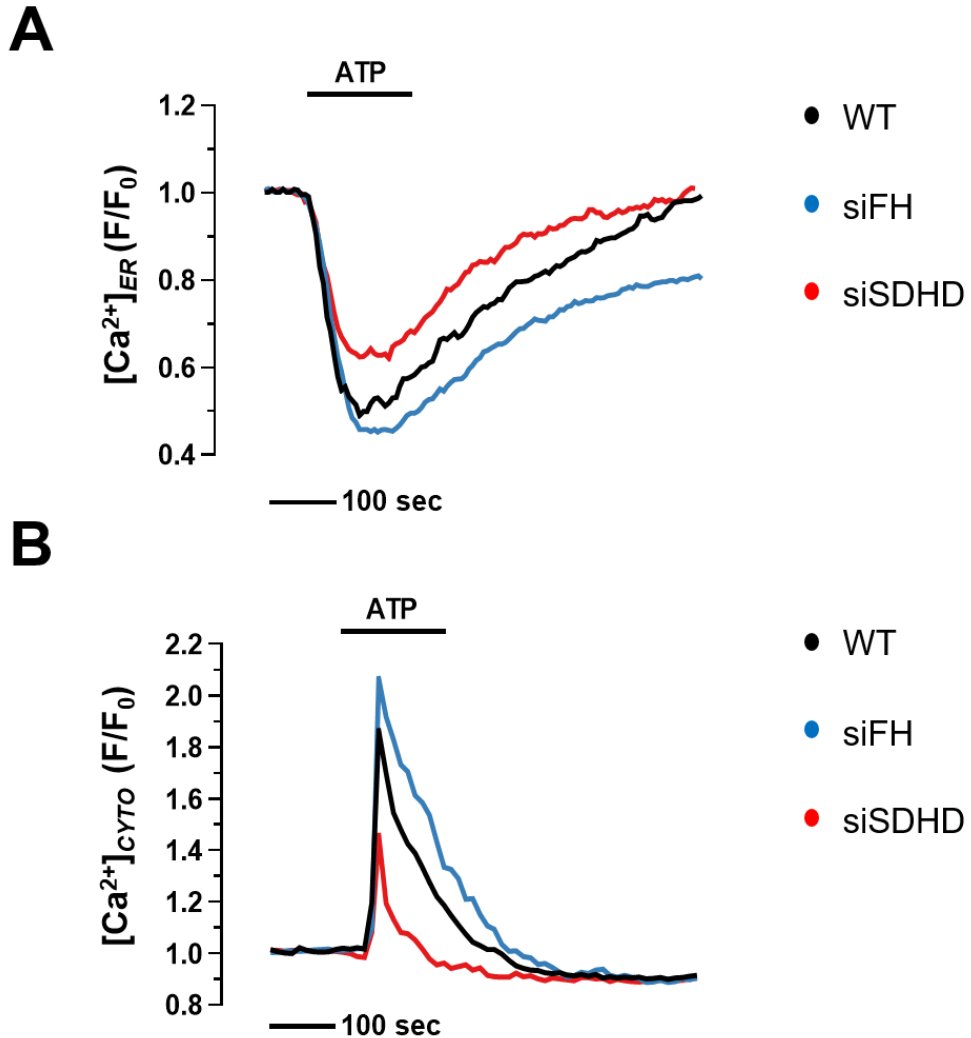 A
ATP
1.2
1.0
0.8
0.6
0.4
[Ca²⁺]ER (F/F₀)
100 sec
WT
siFH
siSDHD
B
ATP
2.2
2.0
1.8
1.6
1.4
1.2
1.0
0.8
[Ca²⁺]CYTO (F/F₀)
100 sec
WT
siFH
siSDHD